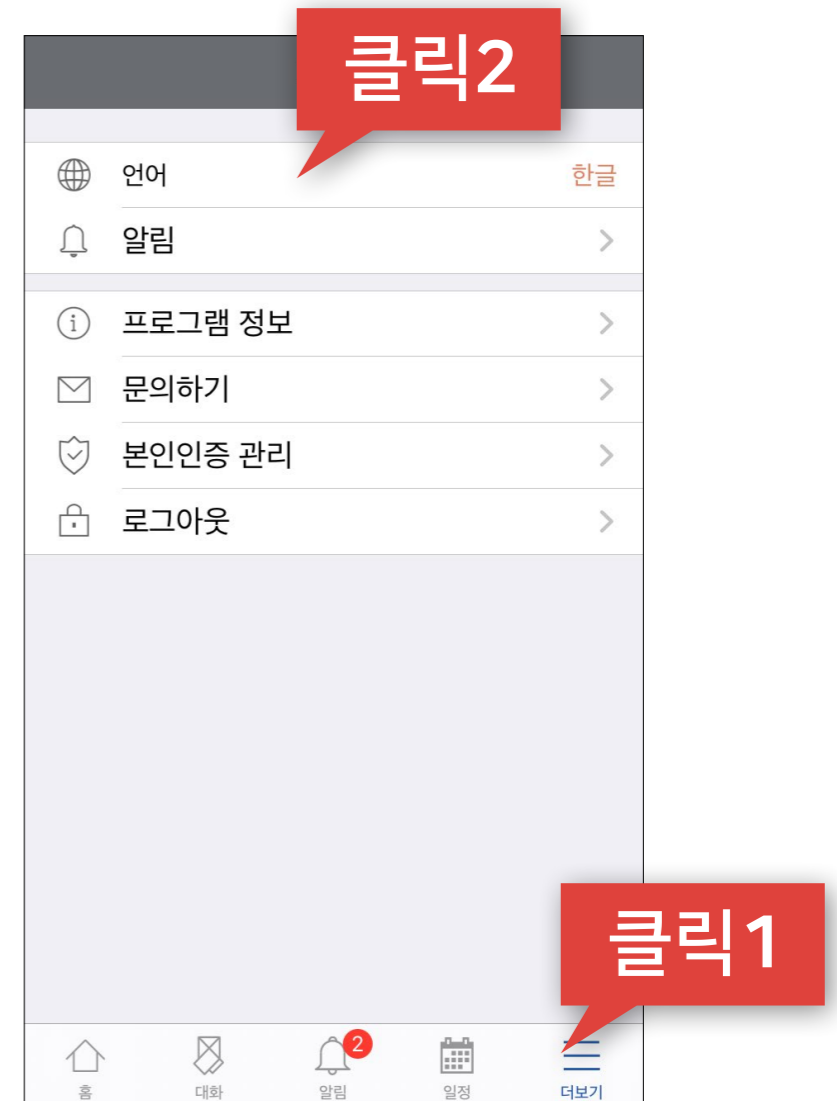 클릭2
언어 한글
알림
프로그램 정보
문의하기
본인인증 관리
로그아웃
클릭1
2
홈 대화 알림 일정 더보기